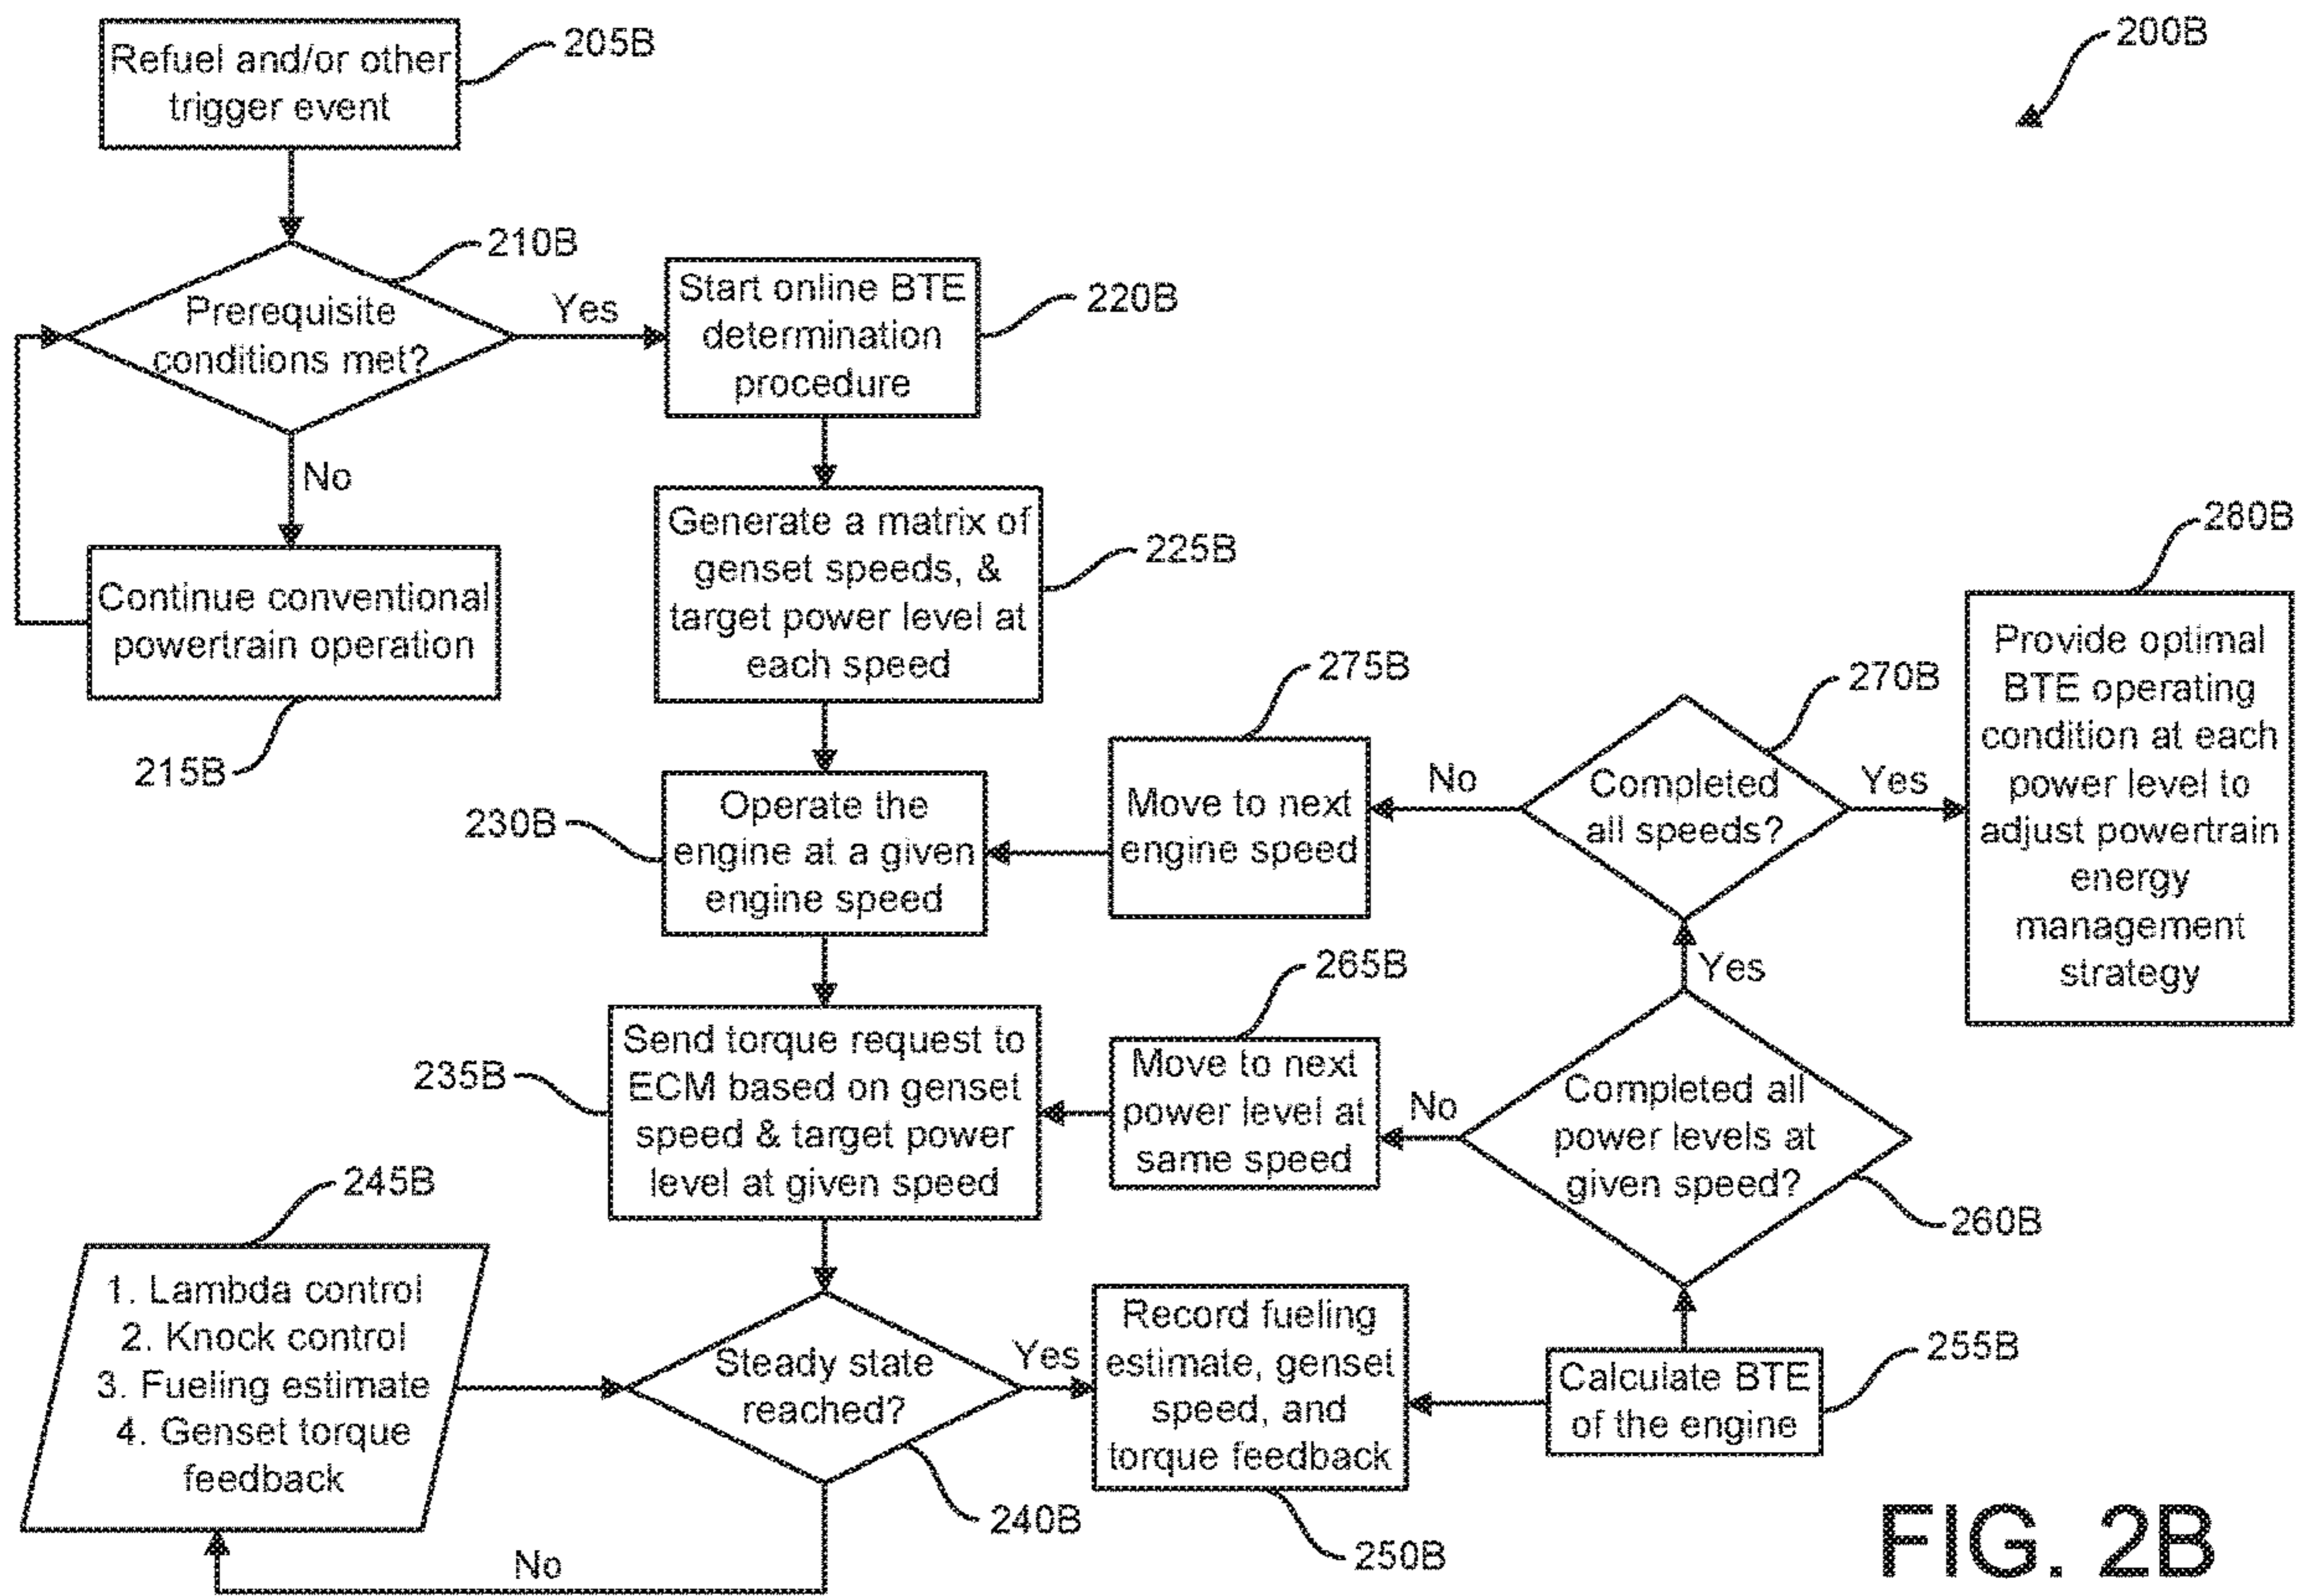 Refuel and/or other
trigger event
205B
200B
210B
Prerequisite
conditions met?
Yes
No
Start online BTE
determination
procedure
220B
Continue conventional
powertrain operation
215B
Generate a matrix of
genset speeds, &
target power level at
each speed
225B
Operate the
engine at a given
engine speed
230B
275B
Move to next
engine speed
No
270B
Completed
all speeds?
Yes
280B
Provide optimal
BTE operating
condition at each
power level to
adjust powertrain
energy
management
strategy
Send torque request to
ECM based on genset
speed & target power
level at given speed
235B
265B
Move to next
power level at
same speed
No
Yes
Completed all
power levels at
given speed?
260B
245B
1. Lambda control
2. Knock control
3. Fueling estimate
4. Genset torque
feedback
Steady state
reached?
Yes
240B
No
Record fueling
estimate, genset
speed, and
torque feedback
250B
Calculate BTE
of the engine
255B
FIG. 2B